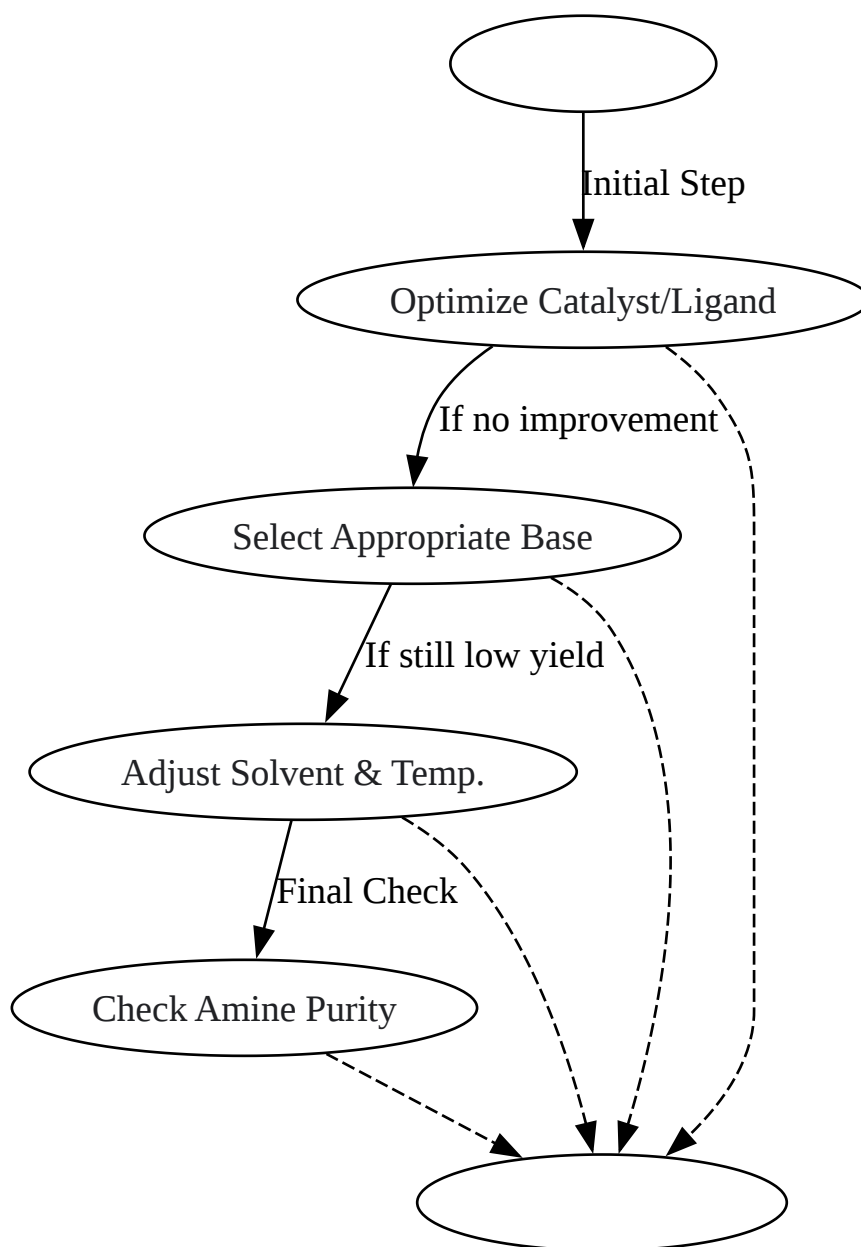 Initial Step
Optimize Catalyst/Ligand
If no improvement
Select Appropriate Base
If still low yield
Adjust Solvent & Temp.
Final Check
Check Amine Purity